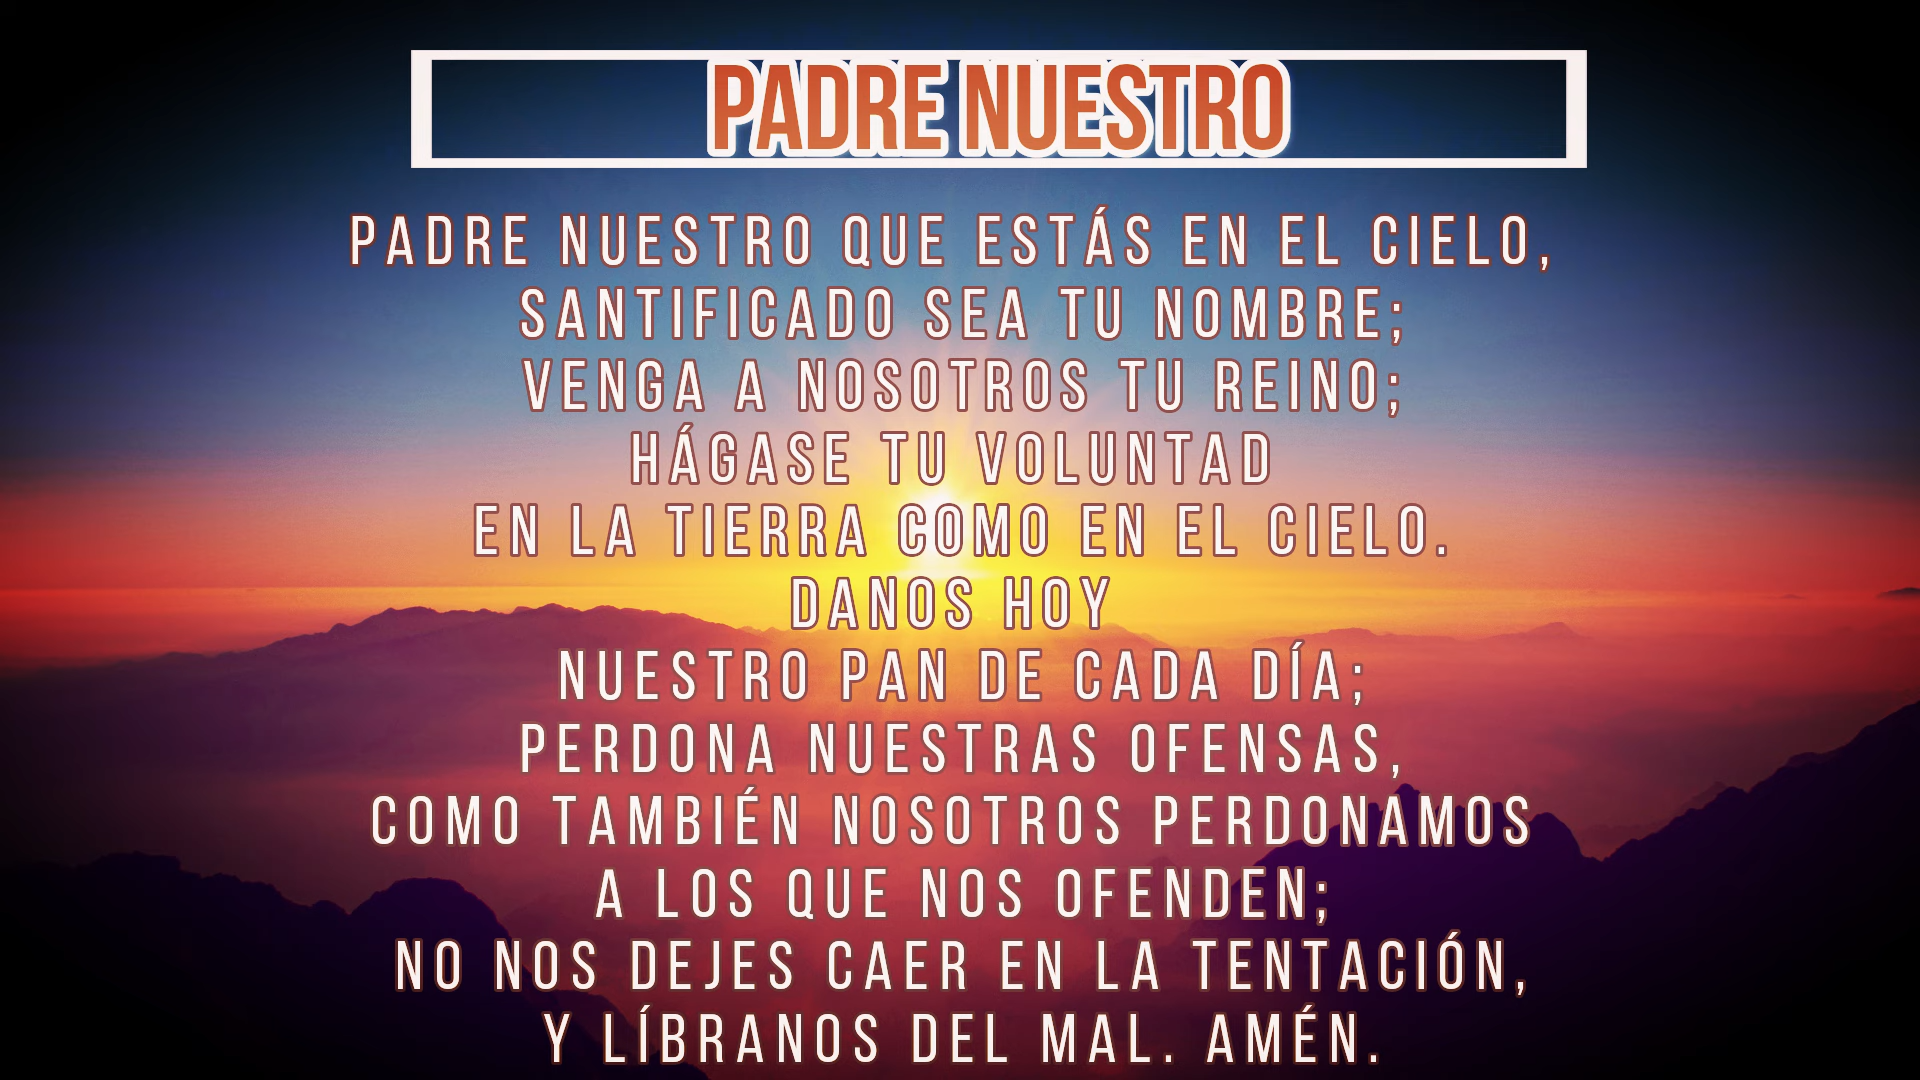 PADRE NUESTRO
PADRE NUESTRO QUE ESTÁS EN EL CIELO,
SANTIFICADO SEA TU NOMBRE;
VENGA A NOSOTROS TU REINO;
HÁGASE TU VOLUNTAD
EN LA TIERRA COMO EN EL CIELO.
DANOS HOY
NUESTRO PAN DE CADA DÍA;
PERDONA NUESTRAS OFENSAS,
COMO TAMBIÉN NOSOTROS PERDONAMOS
A LOS QUE NOS OFENDEN;
NO NOS DEJES CAER EN LA TENTACIÓN,
Y LÍBRANOS DEL MAL. AMÉN.